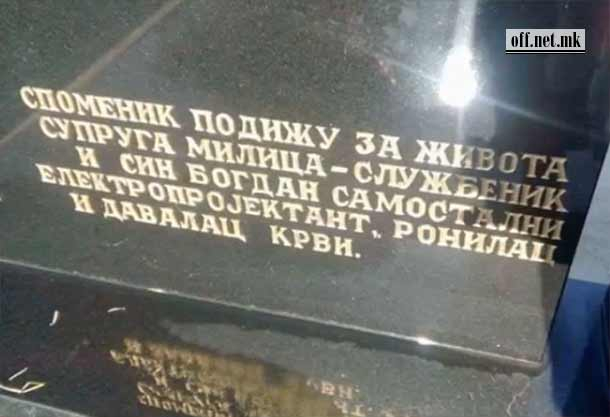 off.net.mk
СПОМЕНИК ПОДИЖУ ЗА ЖИВОТА
СУПРУГА МИЛИЦА-СЛУЖБЕНИК
И СИН БОГДАН САМОСТАЛНИ
ЕЛЕКТРОПРОЈЕКТАНТ, РОНИЛАЦ
И ДАВАЛАЦ КРВИ.